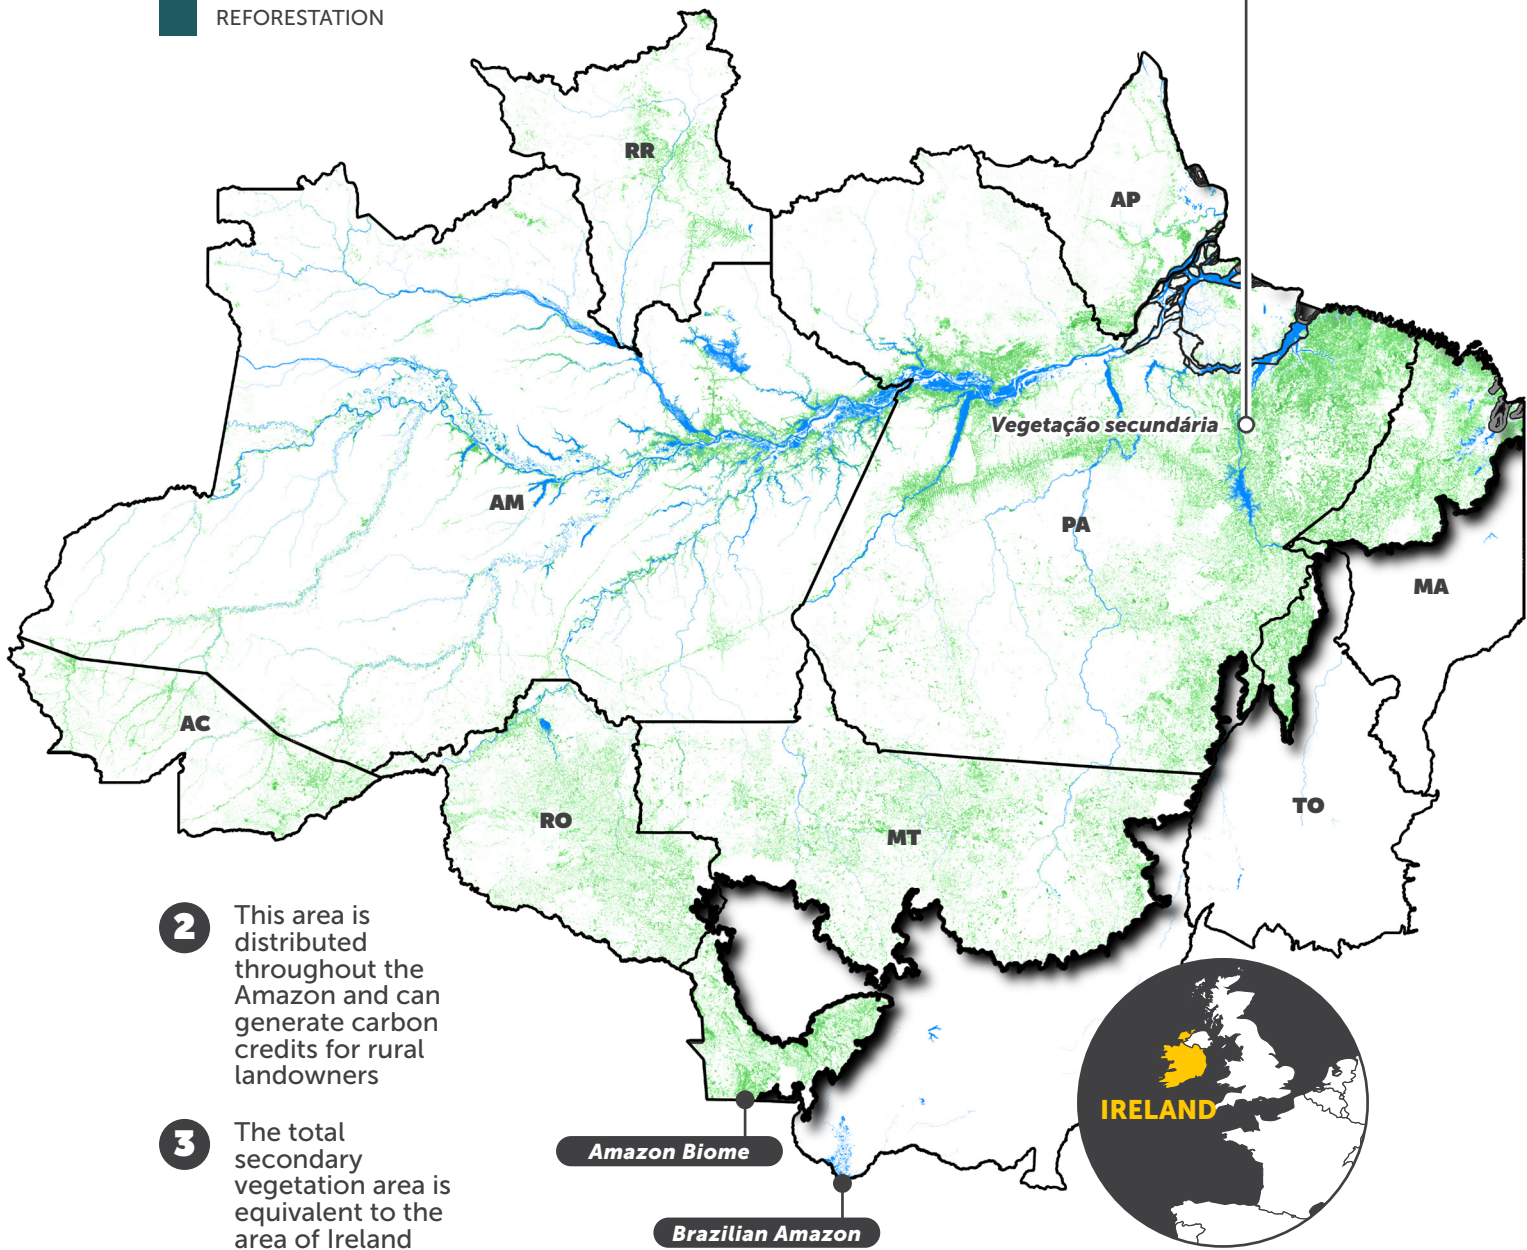 REFORESTATION
RR
AP
Vegetação secundária
AM
PA
MA
AC
TO
RO
MT
2
This area is
distributed
throughout the
Amazon and can
generate carbon
credits for rural
landowners
3
The total
secondary
vegetation area is
equivalent to the
area of Ireland
IRELAND
Amazon Biome
Brazilian Amazon